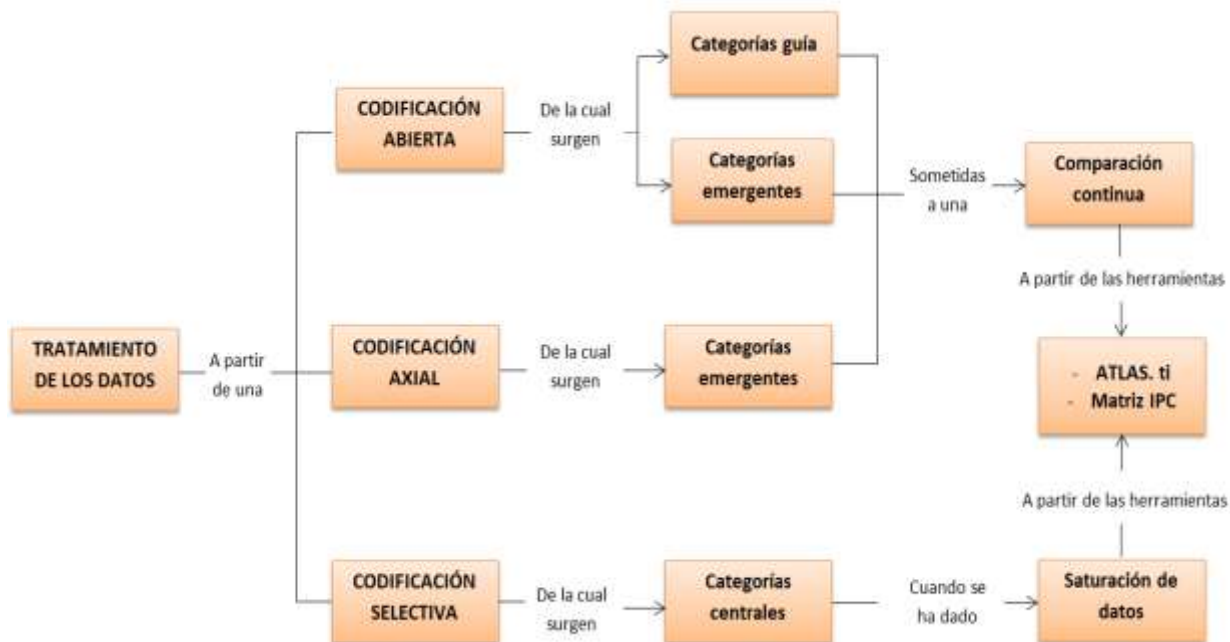 Categorías guía
CODIFICACIÓN
ABIERTA
De la cual
surgen
Categorías
emergentes
Sometidas
a una
Comparación
continua
A partir de las herramientas
TRATAMIENTO
DE LOS DATOS
A partir
de una
CODIFICACIÓN
AXIAL
De la cual
surgen
Categorías
emergentes
- ATLAS. ti
- Matriz IPC
A partir de las herramientas
CODIFICACIÓN
SELECTIVA
De la cual
surgen
Categorías
centrales
Cuando se
ha dado
Saturación de
datos